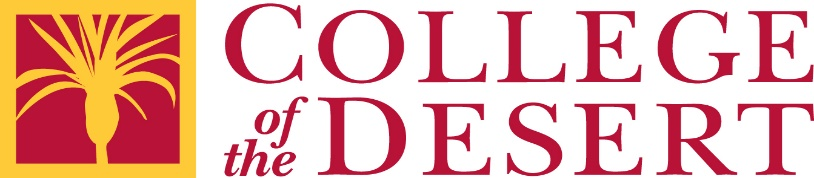 COLLEGE
of the DESERT